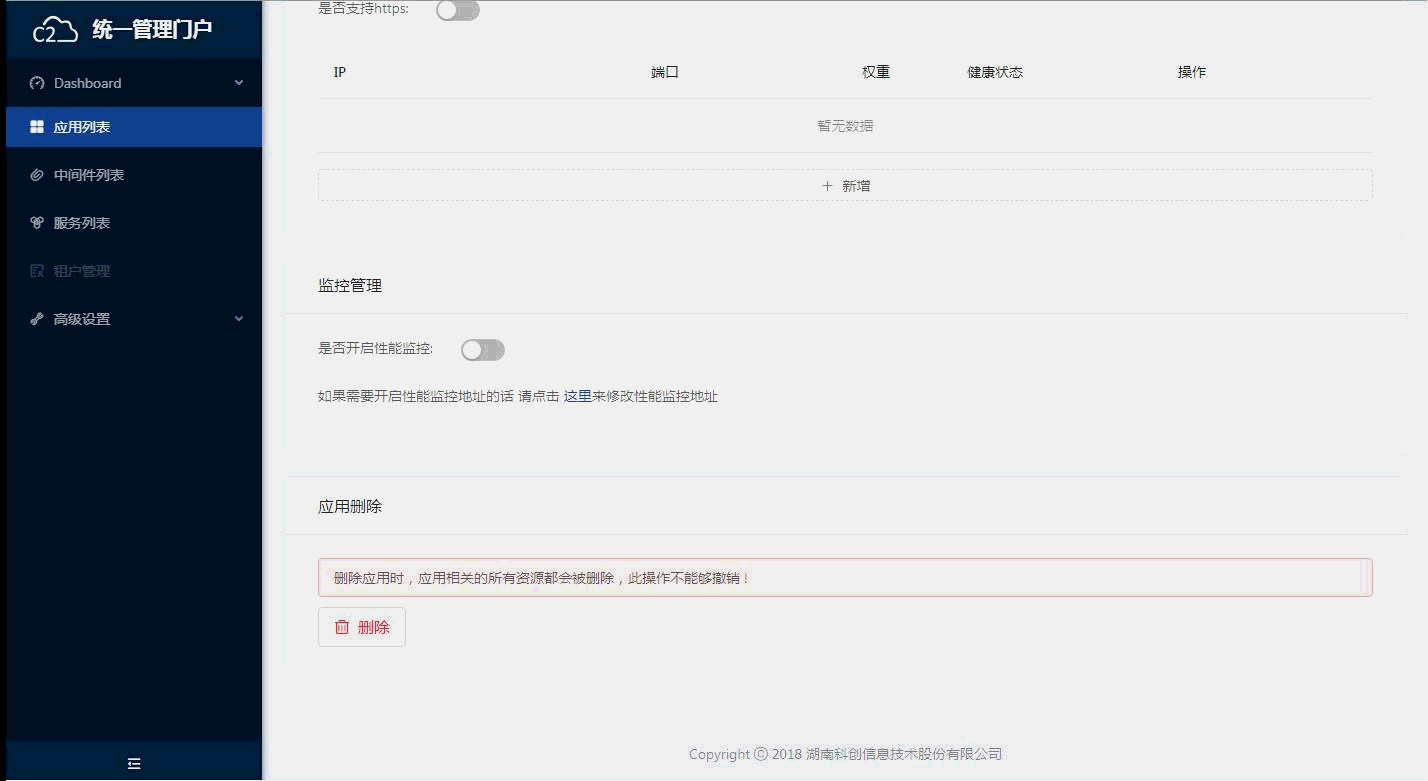 C2 统一管理门户
Dashboard
应用列表
中间件列表
服务列表
租户管理
高级设置
是否支持https:
IP 端口 权重 健康状态 操作
暂无数据
+ 新增
监控管理
是否开启性能监控:
如果需要开启性能监控地址的话 请点击 这里来修改性能监控地址
应用删除
删除应用时，应用相关的所有资源都会被删除，此操作不能够撤销！
删除
Copyright © 2018 湖南科创信息技术股份有限公司